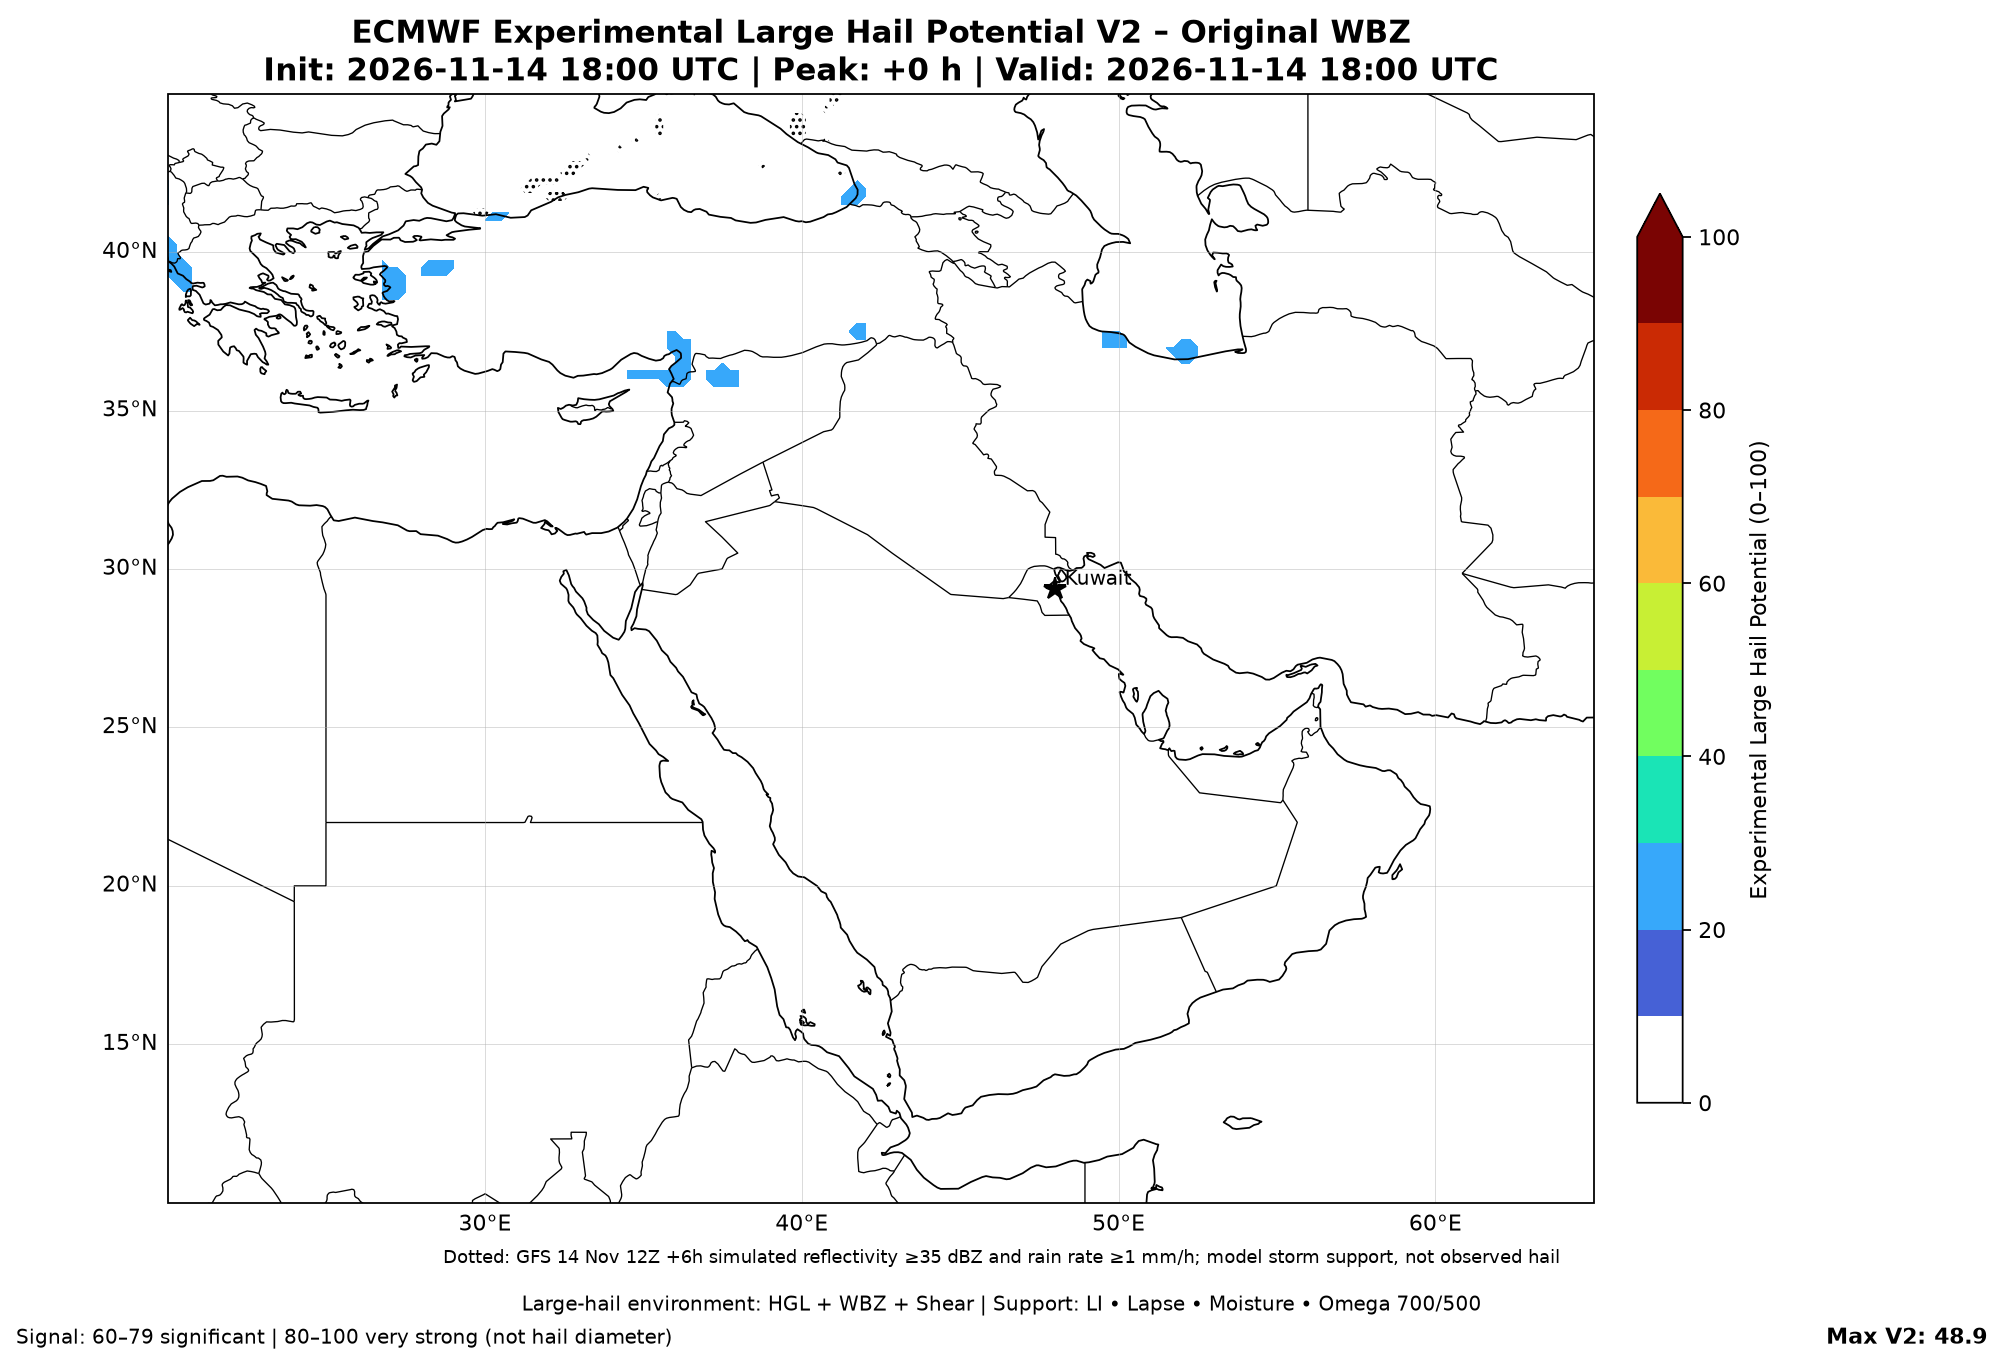 ECMWF Experimental Large Hail Potential V2 – Original WBZ
Init: 2026-11-14 18:00 UTC | Peak: +0 h | Valid: 2026-11-14 18:00 UTC
40°N
35°N
30°N
25°N
20°N
15°N
Kuwait
30°E
40°E
50°E
60°E
100
80
60
40
20
0
Experimental Large Hail Potential (0–100)
Dotted: GFS 14 Nov 12Z +6h simulated reflectivity ≥35 dBZ and rain rate ≥1 mm/h; model storm support, not observed hail
Large-hail environment: HGL + WBZ + Shear | Support: LI • Lapse • Moisture • Omega 700/500
Signal: 60–79 significant | 80–100 very strong (not hail diameter)
Max V2: 48.9